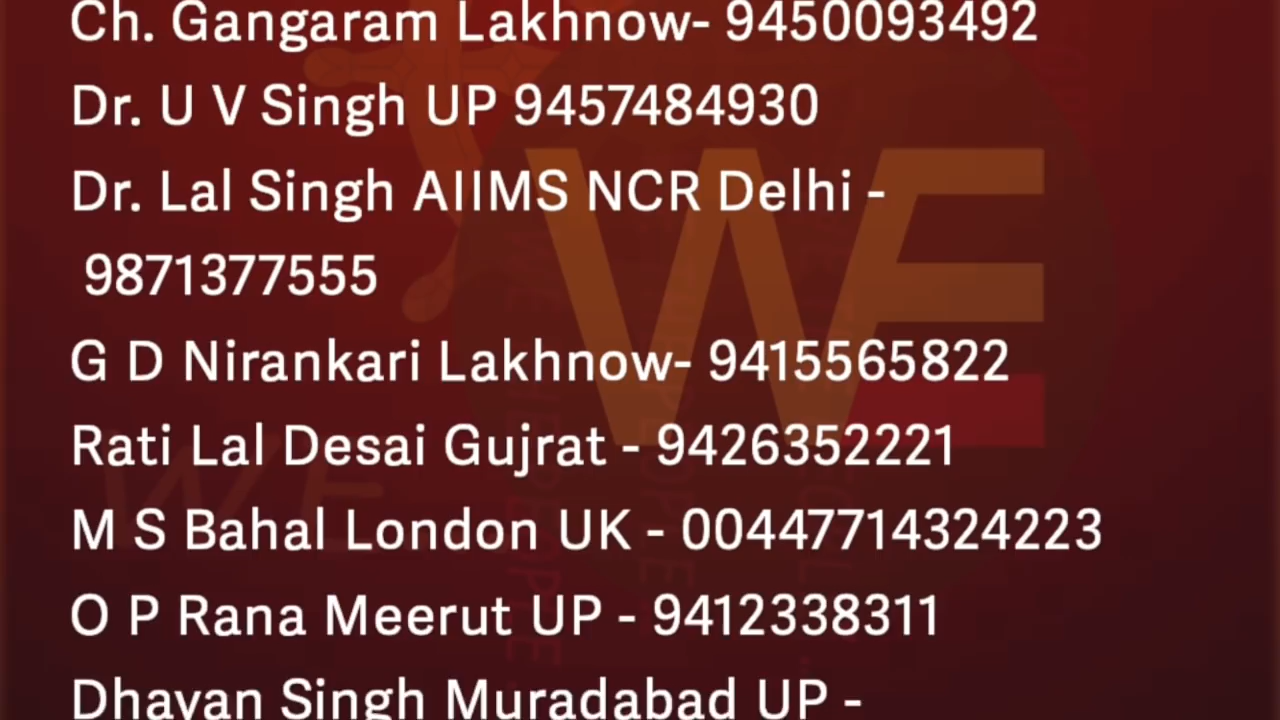 Ch. Gangaram Lakhnow- 9450093492
Dr. U V Singh UP 9457484930
Dr. Lal Singh AIIMS NCR Delhi -
9871377555
G D Nirankari Lakhnow- 9415565822
Rati Lal Desai Gujrat - 9426352221
M S Bahal London UK - 00447714324223
O P Rana Meerut UP - 9412338311
Dhayan Singh Muradabad UP -
WE